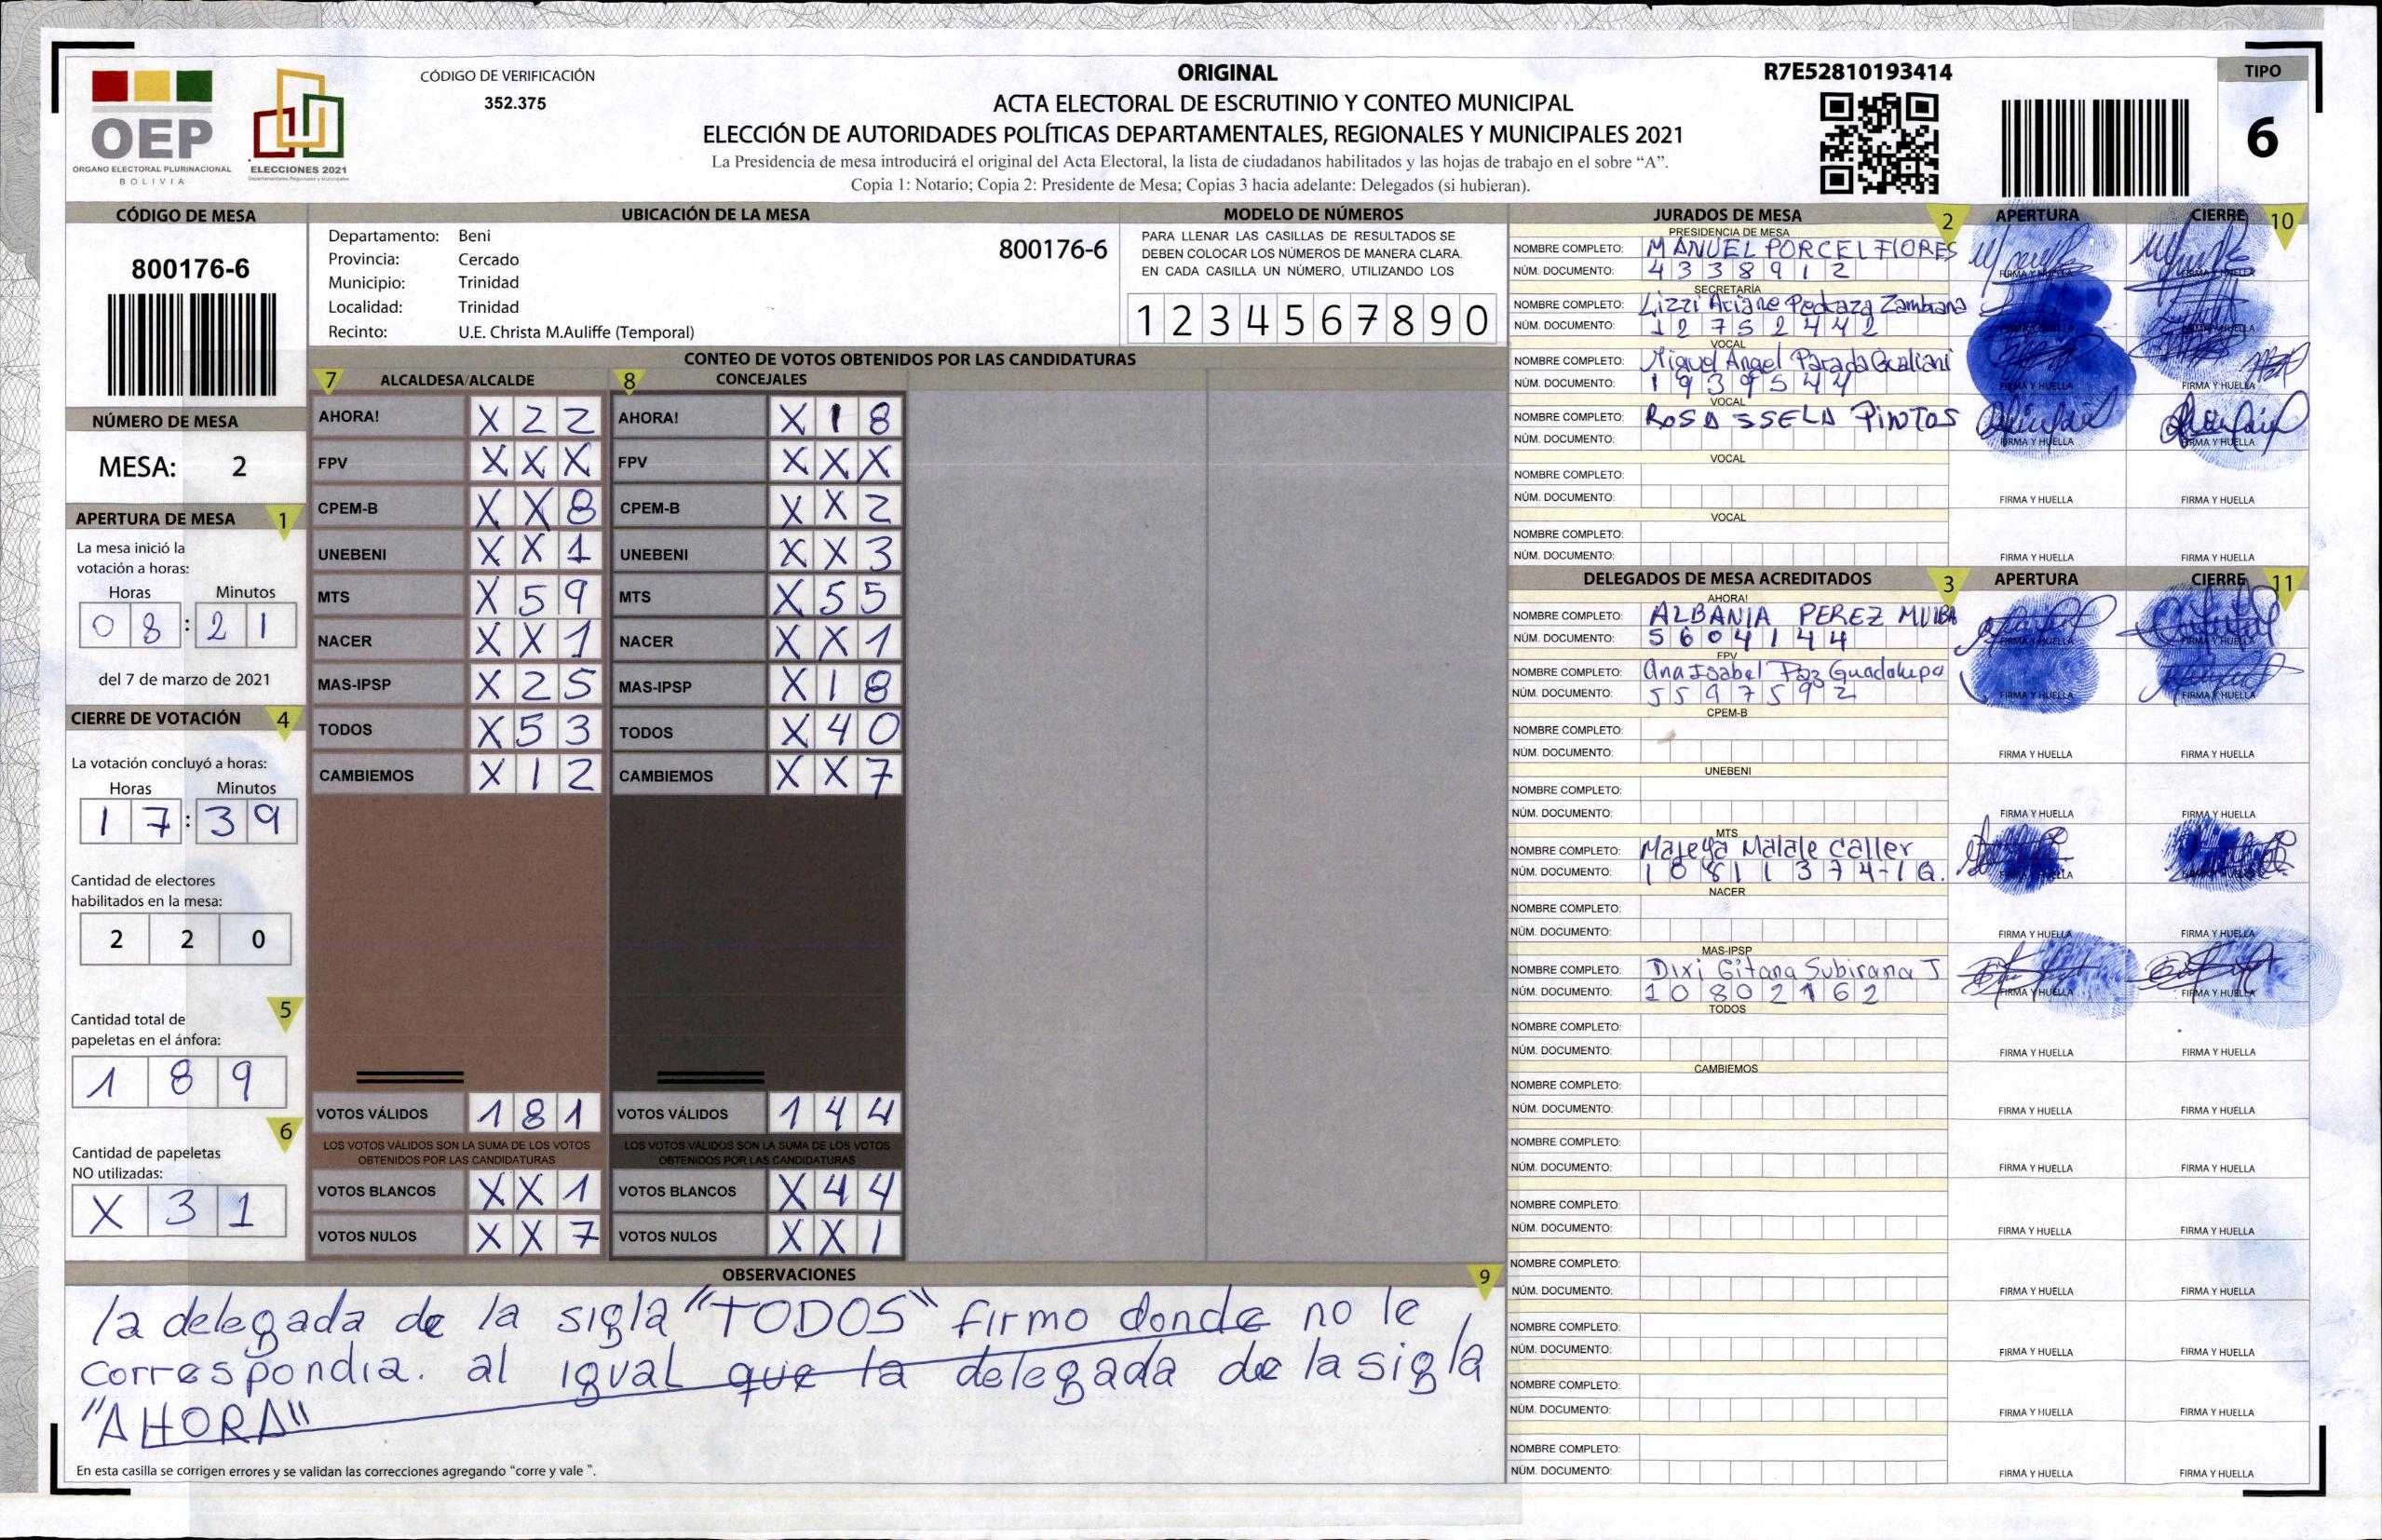 OEP
ÓRGANO ELECTORAL PLURINACIONAL
BOLIVIA
ELECCIONES 2021
Departamentales, Regionales y Municipales
CÓDIGO DE VERIFICACIÓN
352.375
ORIGINAL
ACTA ELECTORAL DE ESCRUTINIO Y CONTEO MUNICIPAL
ELECCIÓN DE AUTORIDADES POLÍTICAS DEPARTAMENTALES, REGIONALES Y MUNICIPALES 2021
La Presidencia de mesa introducirá el original del Acta Electoral, la lista de ciudadanos habilitados y las hojas de trabajo en el sobre “A”.
Copia 1: Notario; Copia 2: Presidente de Mesa; Copias 3 hacia adelante: Delegados (si hubieran).
R7E52810193414
TIPO
6
CÓDIGO DE MESA
800176-6
NÚMERO DE MESA
MESA: 2
APERTURA DE MESA 1
La mesa inició la
votación a horas:
Horas Minutos
08:21
del 7 de marzo de 2021
CIERRE DE VOTACIÓN 4
La votación concluyó a horas:
Horas Minutos
17:39
Cantidad de electores
habilitados en la mesa:
2 2 0
5
Cantidad total de
papeletas en el ánfora:
1 8 9
6
Cantidad de papeletas
NO utilizadas:
X 3 1
UBICACIÓN DE LA MESA
Departamento: Beni
Provincia: Cercado
Municipio: Trinidad
Localidad: Trinidad
Recinto: U.E. Christa M.Auliffe (Temporal)
800176-6
MODELO DE NÚMEROS
PARA LLENAR LAS CASILLAS DE RESULTADOS SE
DEBEN COLOCAR LOS NÚMEROS DE MANERA CLARA.
EN CADA CASILLA UN NÚMERO, UTILIZANDO LOS
1 2 3 4 5 6 7 8 9 0
CONTEO DE VOTOS OBTENIDOS POR LAS CANDIDATURAS
7 ALCALDESA/ALCALDE
AHORA! X 2 2
FPV X X X
CPEM-B X X 8
UNEBENI X X 1
MTS X 5 9
NACER X X 1
MAS-IPSP X 2 5
TODOS X 5 3
CAMBIEMOS X 1 2
VOTOS VÁLIDOS 1 8 1
LOS VOTOS VÁLIDOS SON LA SUMA DE LOS VOTOS
OBTENIDOS POR LAS CANDIDATURAS
VOTOS BLANCOS X X 1
VOTOS NULOS X X 7
8 CONCEJALES
AHORA! X 1 8
FPV X X X
CPEM-B X X 2
UNEBENI X X 3
MTS X 5 5
NACER X X 1
MAS-IPSP X 1 8
TODOS X 4 0
CAMBIEMOS X X 7
VOTOS VÁLIDOS 1 4 4
LOS VOTOS VÁLIDOS SON LA SUMA DE LOS VOTOS
OBTENIDOS POR LAS CANDIDATURAS
VOTOS BLANCOS X 4 4
VOTOS NULOS X X 1
OBSERVACIONES 9
la delegada de la sigla "TODOS" firmo donde no le
correspondia. al igual que la delegada de la sigla
"AHORA"
En esta casilla se corrigen errores y se validan las correcciones agregando “corre y vale ”.
JURADOS DE MESA 2 APERTURA CIERRE 10
PRESIDENCIA DE MESA
NOMBRE COMPLETO: MANUEL PORCEL FLORES
NÚM. DOCUMENTO: 4338912
FIRMA Y HUELLA FIRMA Y HUELLA
SECRETARÍA
NOMBRE COMPLETO: Lizzi Ariane Pedraza Zambrana
NÚM. DOCUMENTO: 12752442
FIRMA Y HUELLA
VOCAL
NOMBRE COMPLETO: Miguel Angel Parada
NÚM. DOCUMENTO: 1939544
FIRMA Y HUELLA FIRMA Y HUELLA
VOCAL
NOMBRE COMPLETO: ROSA SSELA PINTOS
NÚM. DOCUMENTO:
FIRMA Y HUELLA FIRMA Y HUELLA
VOCAL
NOMBRE COMPLETO:
NÚM. DOCUMENTO:
FIRMA Y HUELLA FIRMA Y HUELLA
VOCAL
NOMBRE COMPLETO:
NÚM. DOCUMENTO:
FIRMA Y HUELLA FIRMA Y HUELLA
DELEGADOS DE MESA ACREDITADOS 3 APERTURA CIERRE 11
AHORA!
NOMBRE COMPLETO: ALBANIA PEREZ MUIBA
NÚM. DOCUMENTO: 5604144
FIRMA Y HUELLA FIRMA Y HUELLA
FPV
NOMBRE COMPLETO: Ana Isabel Paz Guadalupe
NÚM. DOCUMENTO: 5597592
FIRMA Y HUELLA FIRMA Y HUELLA
CPEM-B
NOMBRE COMPLETO:
NÚM. DOCUMENTO:
FIRMA Y HUELLA FIRMA Y HUELLA
UNEBENI
NOMBRE COMPLETO:
NÚM. DOCUMENTO:
FIRMA Y HUELLA FIRMA Y HUELLA
MTS
NOMBRE COMPLETO: Malale
NÚM. DOCUMENTO: 10811374-1Q.
FIRMA Y HUELLA
NACER
NOMBRE COMPLETO:
NÚM. DOCUMENTO:
FIRMA Y HUELLA FIRMA Y HUELLA
MAS-IPSP
NOMBRE COMPLETO: Dixi Gitana Subirana J
NÚM. DOCUMENTO: 10802162
FIRMA Y HUELLA FIRMA Y HUELLA
TODOS
NOMBRE COMPLETO:
NÚM. DOCUMENTO:
FIRMA Y HUELLA FIRMA Y HUELLA
CAMBIEMOS
NOMBRE COMPLETO:
NÚM. DOCUMENTO:
FIRMA Y HUELLA FIRMA Y HUELLA
NOMBRE COMPLETO:
NÚM. DOCUMENTO:
FIRMA Y HUELLA FIRMA Y HUELLA
NOMBRE COMPLETO:
NÚM. DOCUMENTO:
FIRMA Y HUELLA FIRMA Y HUELLA
NOMBRE COMPLETO:
NÚM. DOCUMENTO:
FIRMA Y HUELLA FIRMA Y HUELLA
NOMBRE COMPLETO:
NÚM. DOCUMENTO:
FIRMA Y HUELLA FIRMA Y HUELLA
NOMBRE COMPLETO:
NÚM. DOCUMENTO:
FIRMA Y HUELLA FIRMA Y HUELLA
NOMBRE COMPLETO:
NÚM. DOCUMENTO:
FIRMA Y HUELLA FIRMA Y HUELLA